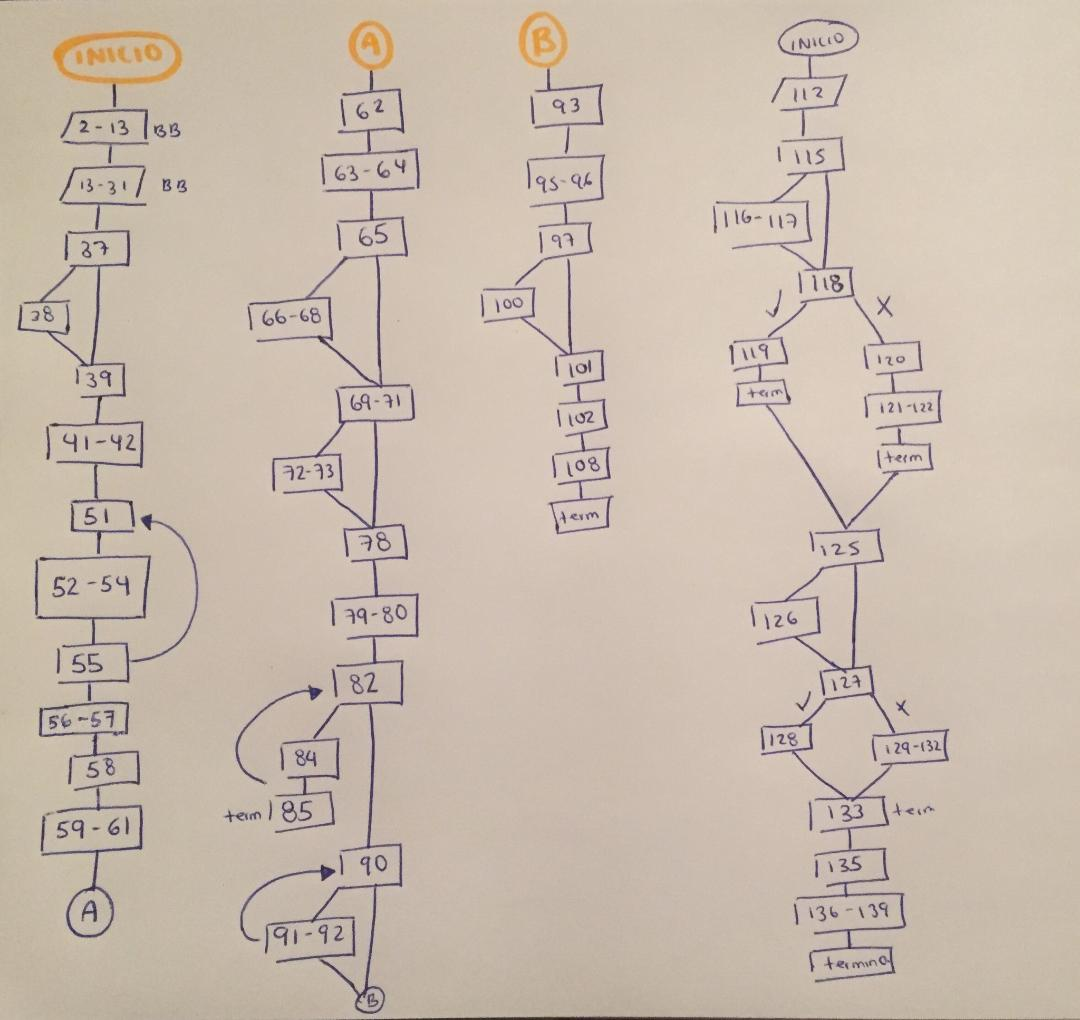 INICIO
2-13 BB
13-31 BB
37
38
39
41-42
51
52-54
55
56-57
58
59-61
A
A
62
63-64
65
66-68
69-71
72-73
78
79-80
82
84
term 85
90
91-92
B
B
93
95-96
97
100
101
102
108
term
INICIO
112
115
116-117
118
✓ X
119
term
120
121-122
term
125
126
127
✓ X
128
129-132
133 term
135
136-139
termina